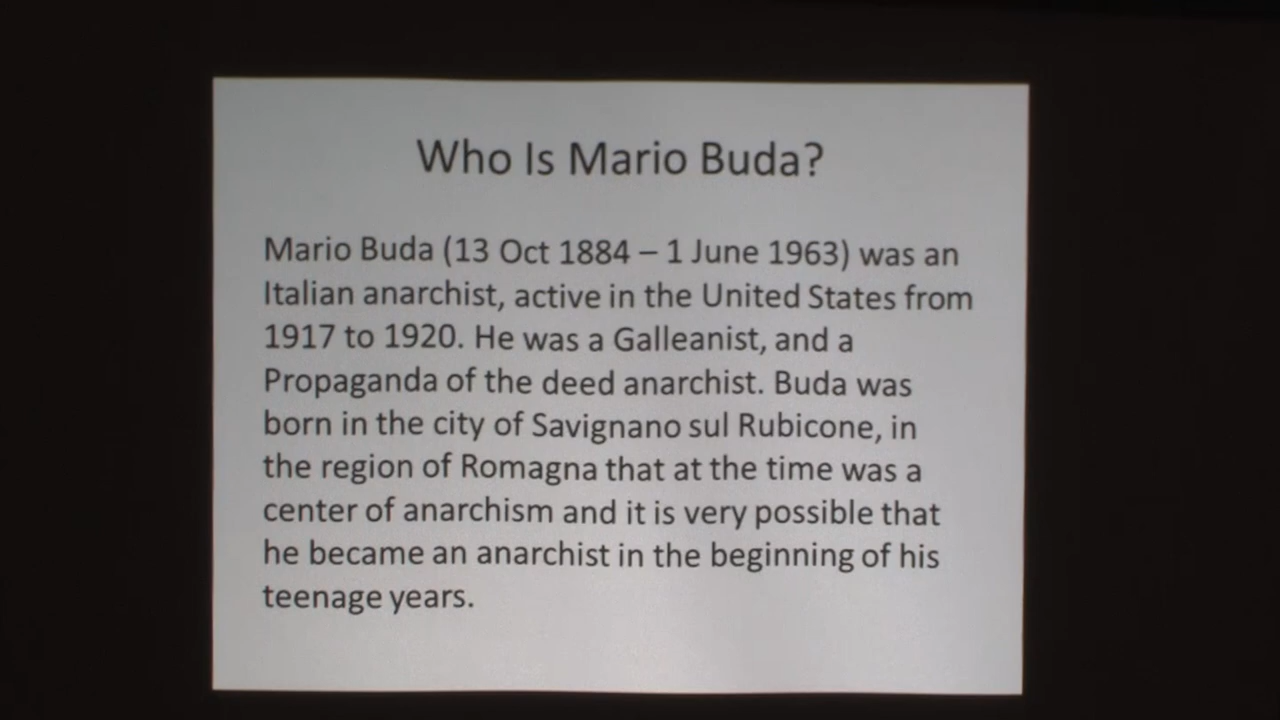 Who Is Mario Buda?
Mario Buda (13 Oct 1884 – 1 June 1963) was an
Italian anarchist, active in the United States from
1917 to 1920. He was a Galleanist, and a
Propaganda of the deed anarchist. Buda was
born in the city of Savignano sul Rubicone, in
the region of Romagna that at the time was a
center of anarchism and it is very possible that
he became an anarchist in the beginning of his
teenage years.